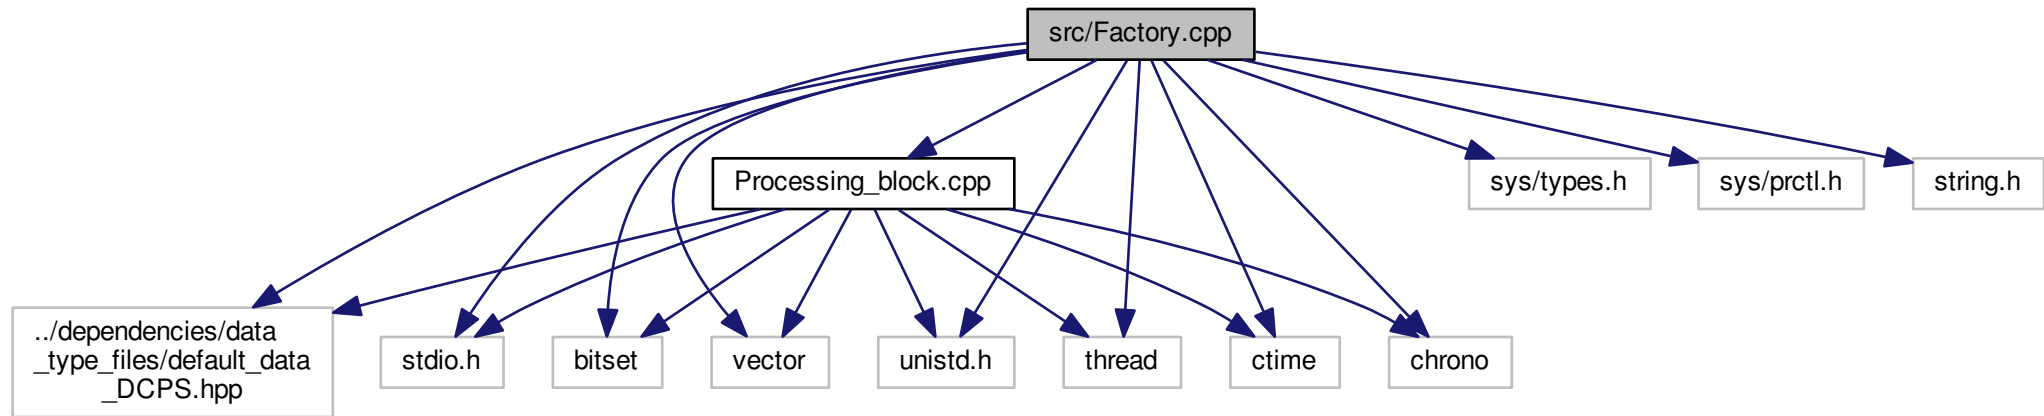 src/Factory.cpp
Processing_block.cpp
sys/types.h
sys/prctl.h
string.h
../dependencies/data
_type_files/default_data
_DCPS.hpp
stdio.h
bitset
vector
unistd.h
thread
ctime
chrono